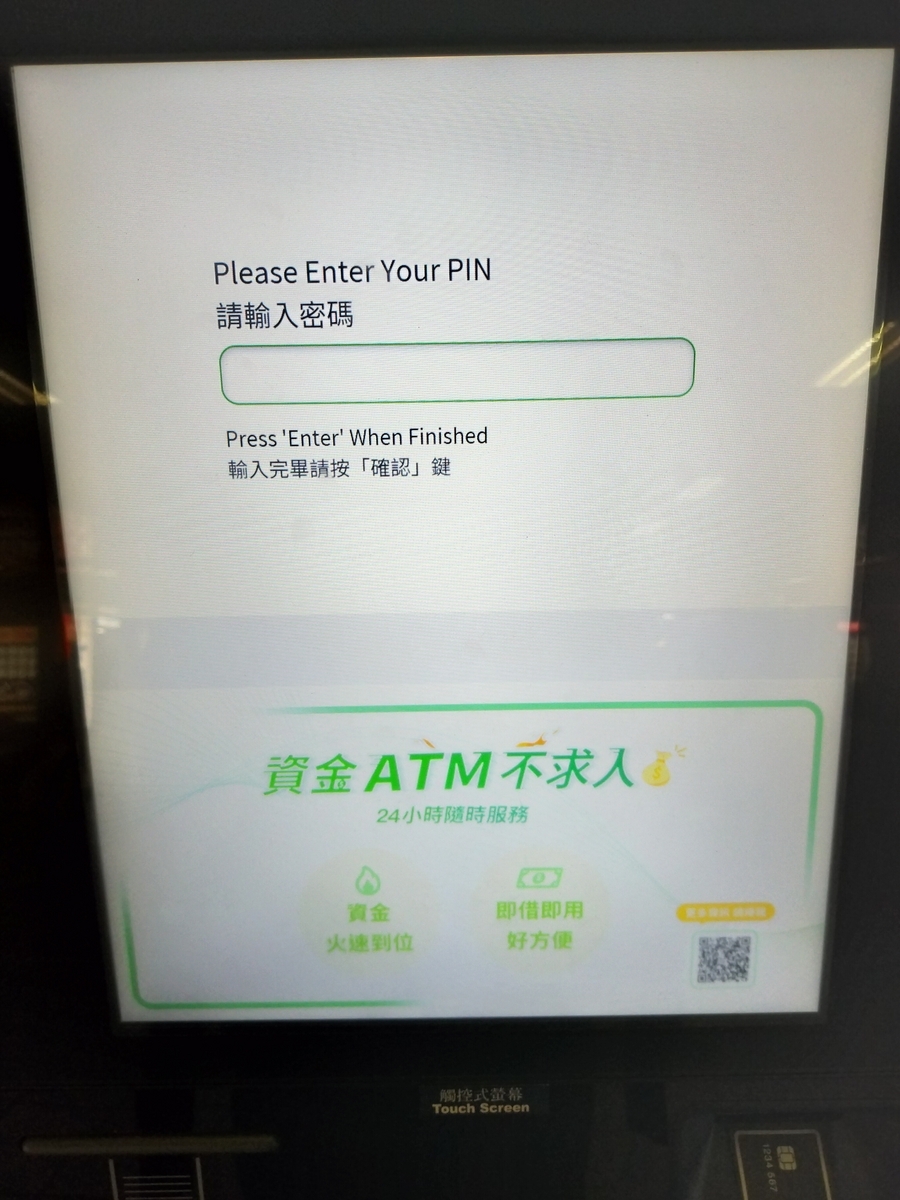 Please Enter Your PIN
請輸入密碼
Press 'Enter' When Finished
輸入完畢請按「確認」鍵
資金ATM不求人
24小時隨時服務
資金
火速到位
即借即用
好方便
觸控式螢幕
Touch Screen